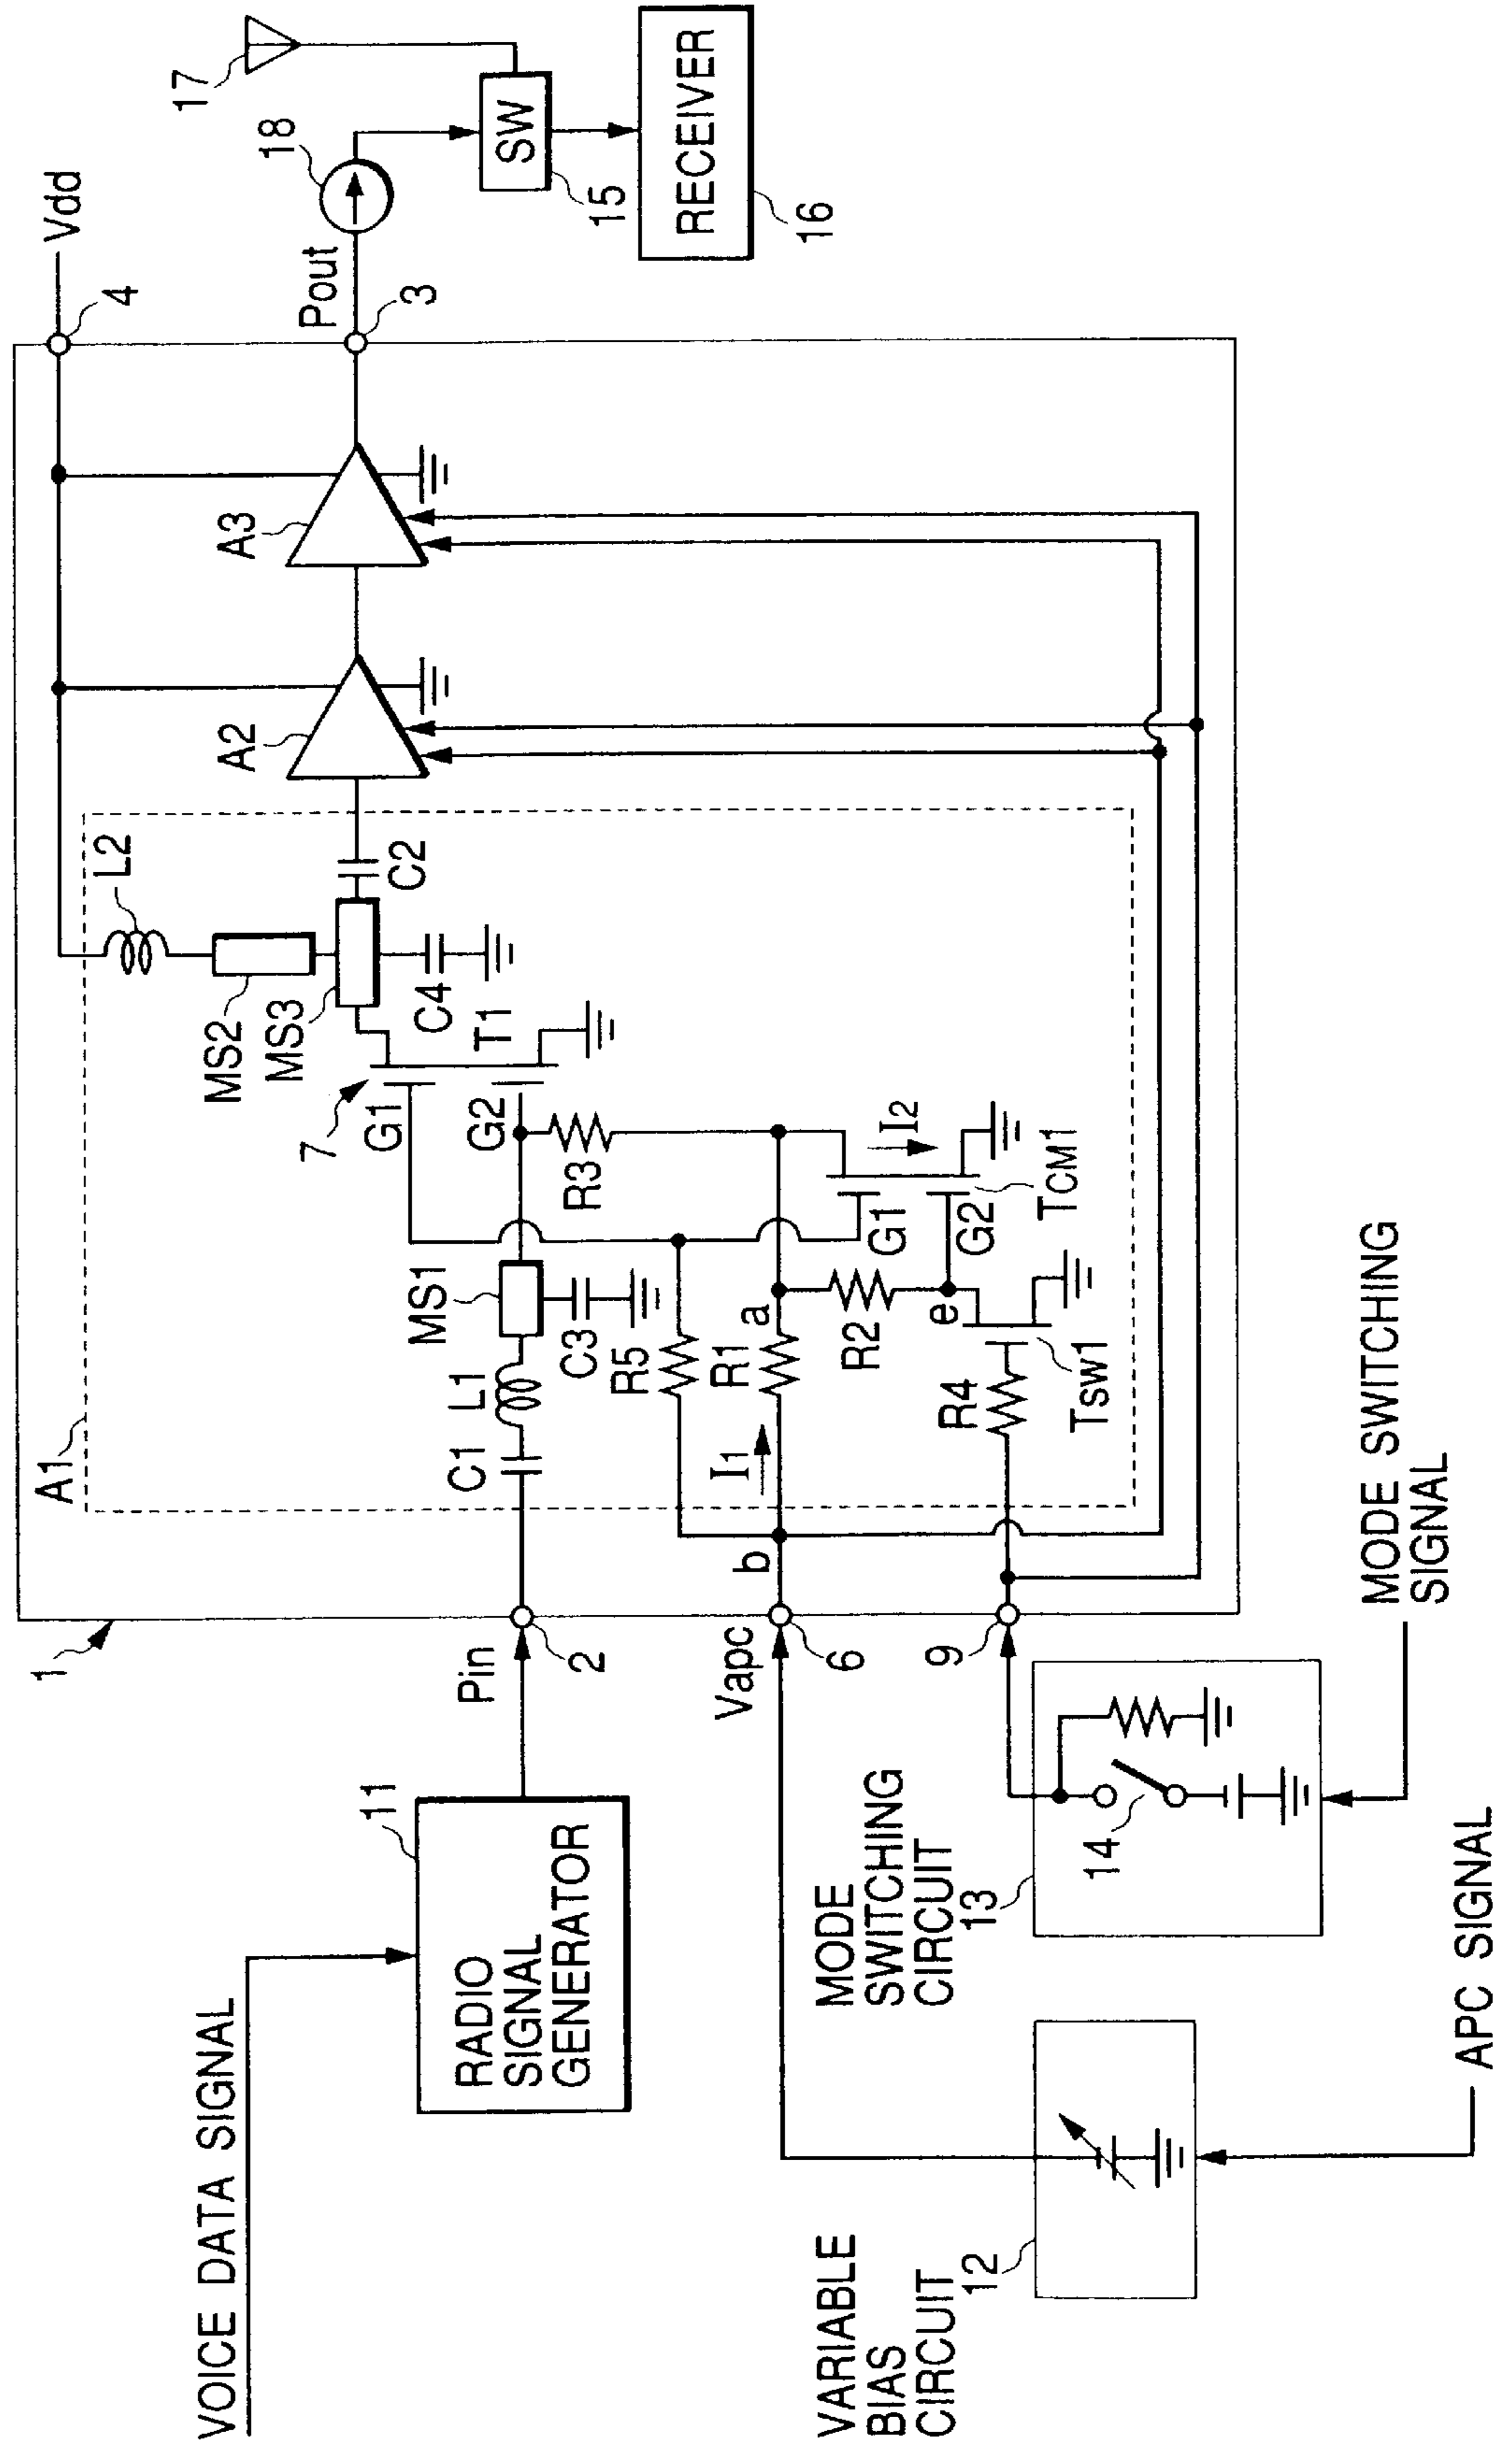 VOICE DATA SIGNAL
RADIO
SIGNAL
GENERATOR
11
VARIABLE
BIAS
CIRCUIT
12
APC SIGNAL
MODE
SWITCHING
CIRCUIT
13
14
MODE SWITCHING
SIGNAL
1
Pin
2
Vapc
6
9
A1
C1
L1
MS1
C3
R5
b
I1
R1
a
R2
e
R4
Tsw1
G1
G2
TCM1
I2
R3
7
G1
G2
T1
MS2
MS3
L2
C4
C2
A2
A3
Vdd
4
Pout
3
18
17
SW
15
RECEIVER
16